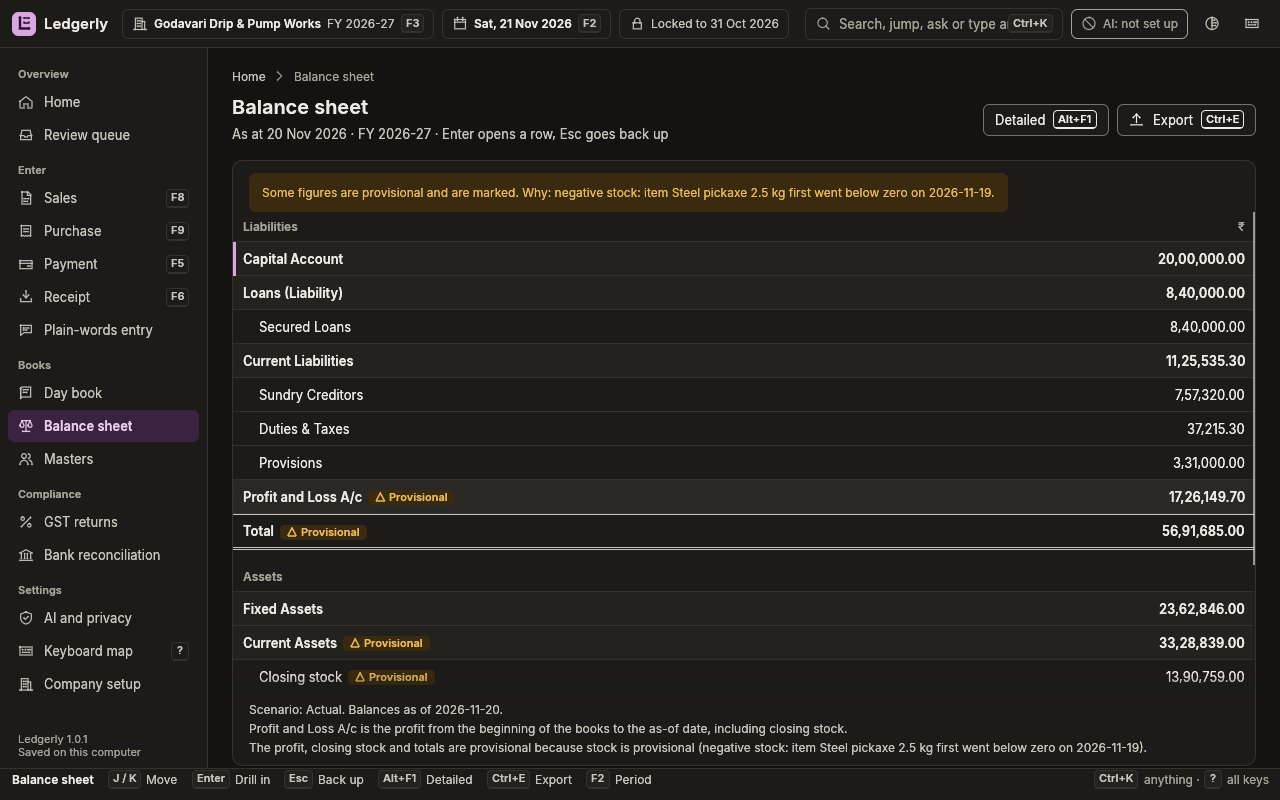 Ledgerly
Godavari Drip & Pump Works FY 2026-27 F3
Sat, 21 Nov 2026 F2
Locked to 31 Oct 2026
Search, jump, ask or type a Ctrl+K
AI: not set up
Overview
Home
Review queue
Enter
Sales F8
Purchase F9
Payment F5
Receipt F6
Plain-words entry
Books
Day book
Balance sheet
Masters
Compliance
GST returns
Bank reconciliation
Settings
AI and privacy
Keyboard map ?
Company setup
Ledgerly 1.0.1
Saved on this computer
Home > Balance sheet
Balance sheet
As at 20 Nov 2026 · FY 2026-27 · Enter opens a row, Esc goes back up
Detailed Alt+F1
Export Ctrl+E
Some figures are provisional and are marked. Why: negative stock: item Steel pickaxe 2.5 kg first went below zero on 2026-11-19.
Liabilities ₹
Capital Account 20,00,000.00
Loans (Liability) 8,40,000.00
Secured Loans 8,40,000.00
Current Liabilities 11,25,535.30
Sundry Creditors 7,57,320.00
Duties & Taxes 37,215.30
Provisions 3,31,000.00
Profit and Loss A/c Provisional 17,26,149.70
Total Provisional 56,91,685.00
Assets
Fixed Assets 23,62,846.00
Current Assets Provisional 33,28,839.00
Closing stock Provisional 13,90,759.00
Scenario: Actual. Balances as of 2026-11-20.
Profit and Loss A/c is the profit from the beginning of the books to the as-of date, including closing stock.
The profit, closing stock and totals are provisional because stock is provisional (negative stock: item Steel pickaxe 2.5 kg first went below zero on 2026-11-19).
Balance sheet J / K Move Enter Drill in Esc Back up Alt+F1 Detailed Ctrl+E Export F2 Period Ctrl+K anything · ? all keys